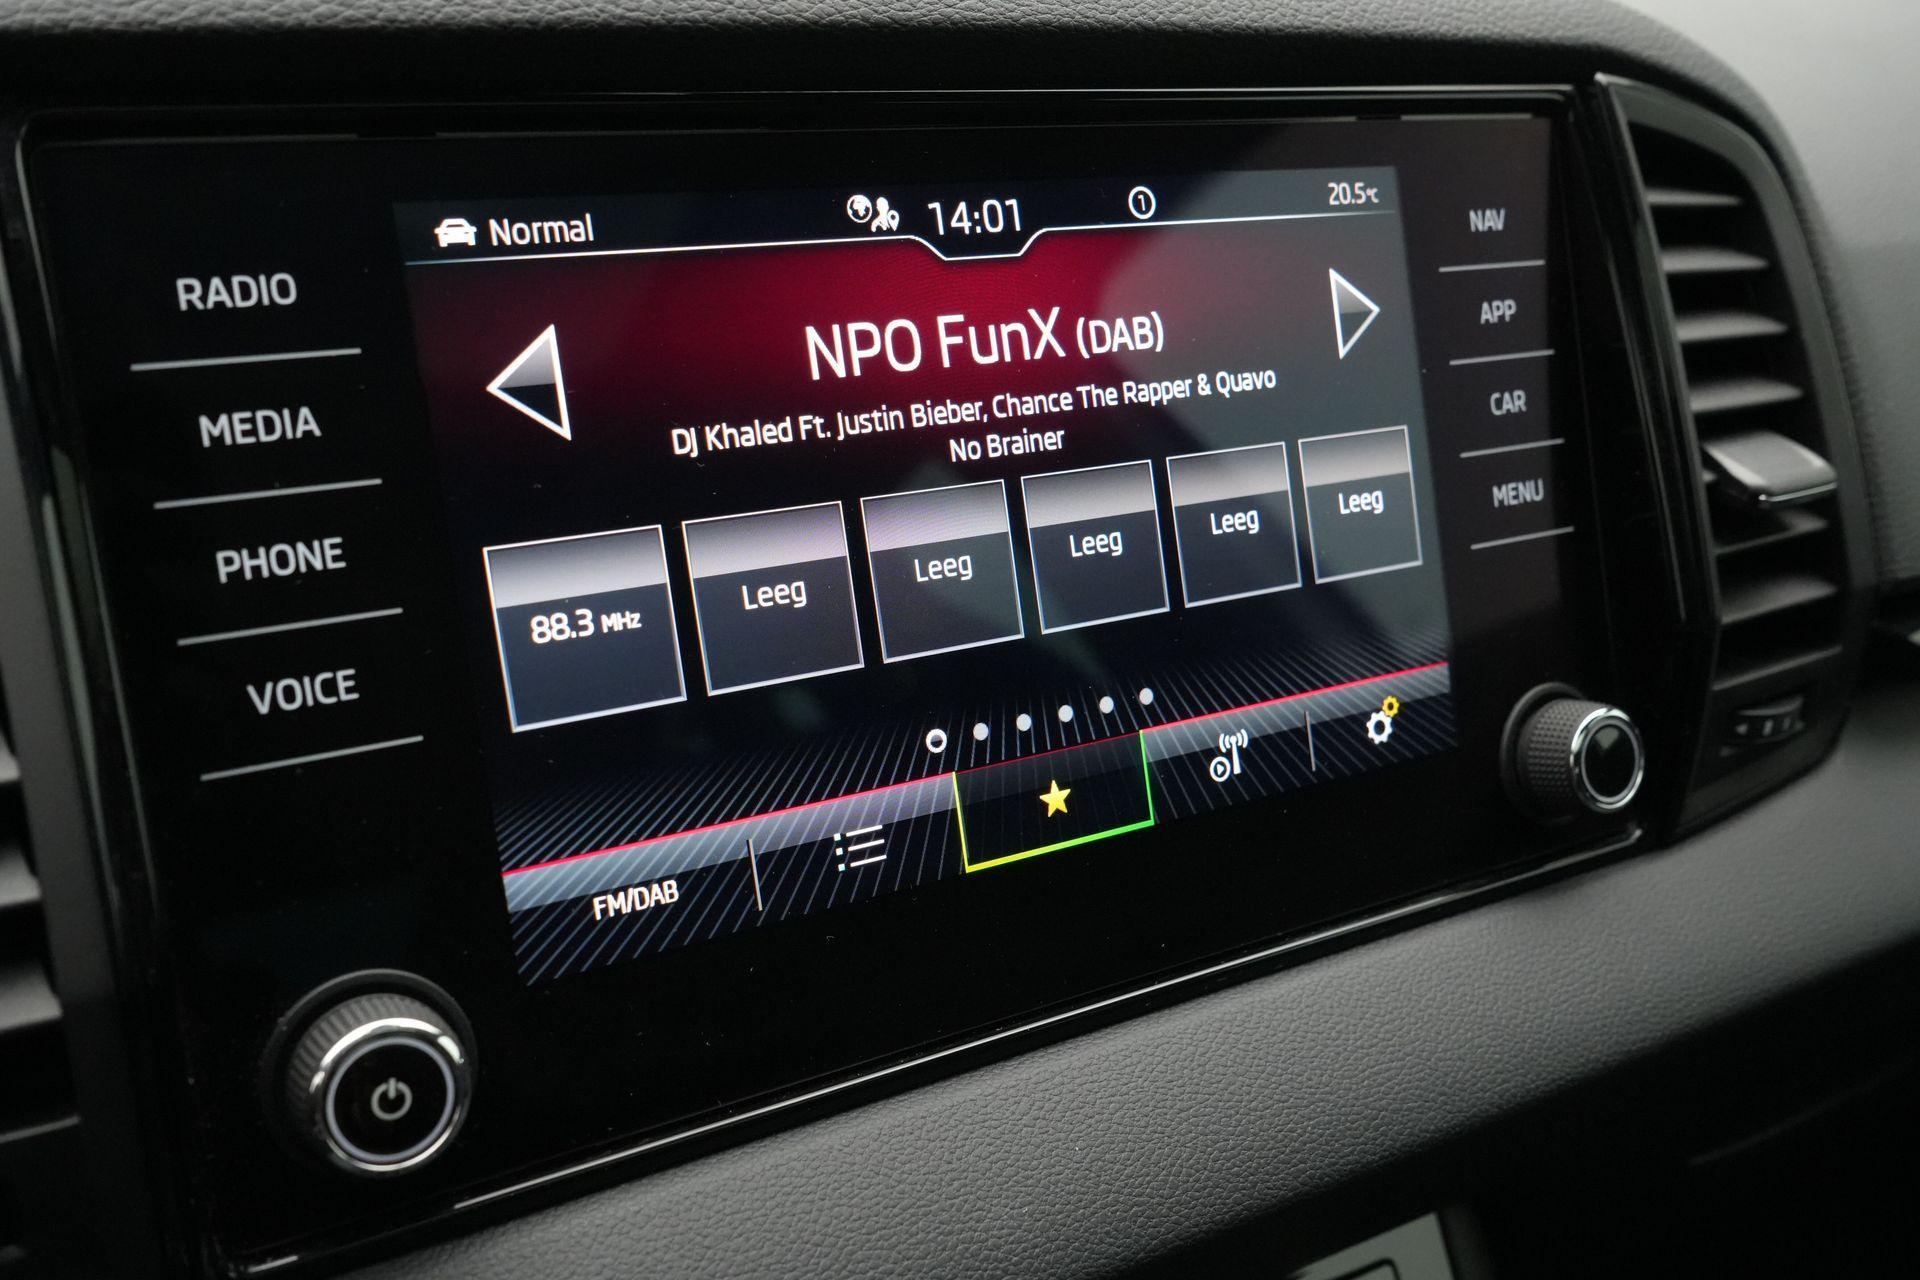 Normal
14:01
1
20.5°C
RADIO
MEDIA
PHONE
VOICE
NPO FunX (DAB)
DJ Khaled Ft. Justin Bieber, Chance The Rapper & Quavo
No Brainer
88.3 MHz
Leeg
Leeg
Leeg
Leeg
Leeg
FM/DAB
NAV
APP
CAR
MENU